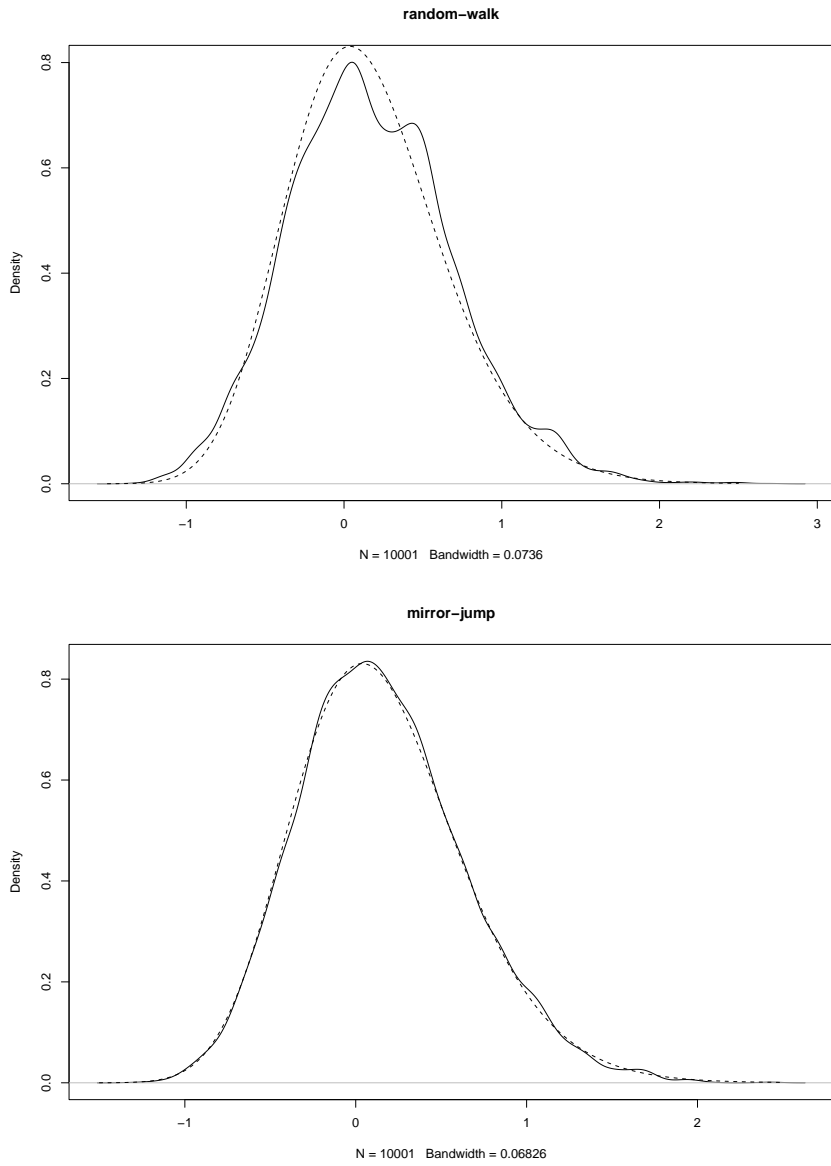 random−walk
0.8
0.6
0.4
0.2
0.0
Density
−1 0 1 2 3
N = 10001 Bandwidth = 0.0736
mirror−jump
0.8
0.6
0.4
0.2
0.0
Density
−1 0 1 2
N = 10001 Bandwidth = 0.06826